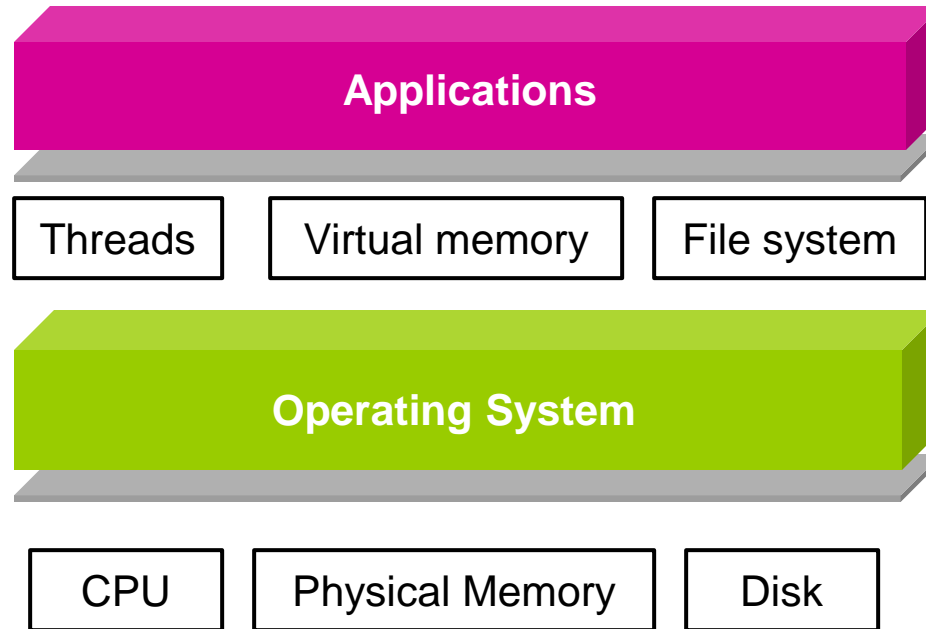 Applications
Threads
Virtual memory
File system
Operating System
CPU
Physical Memory
Disk